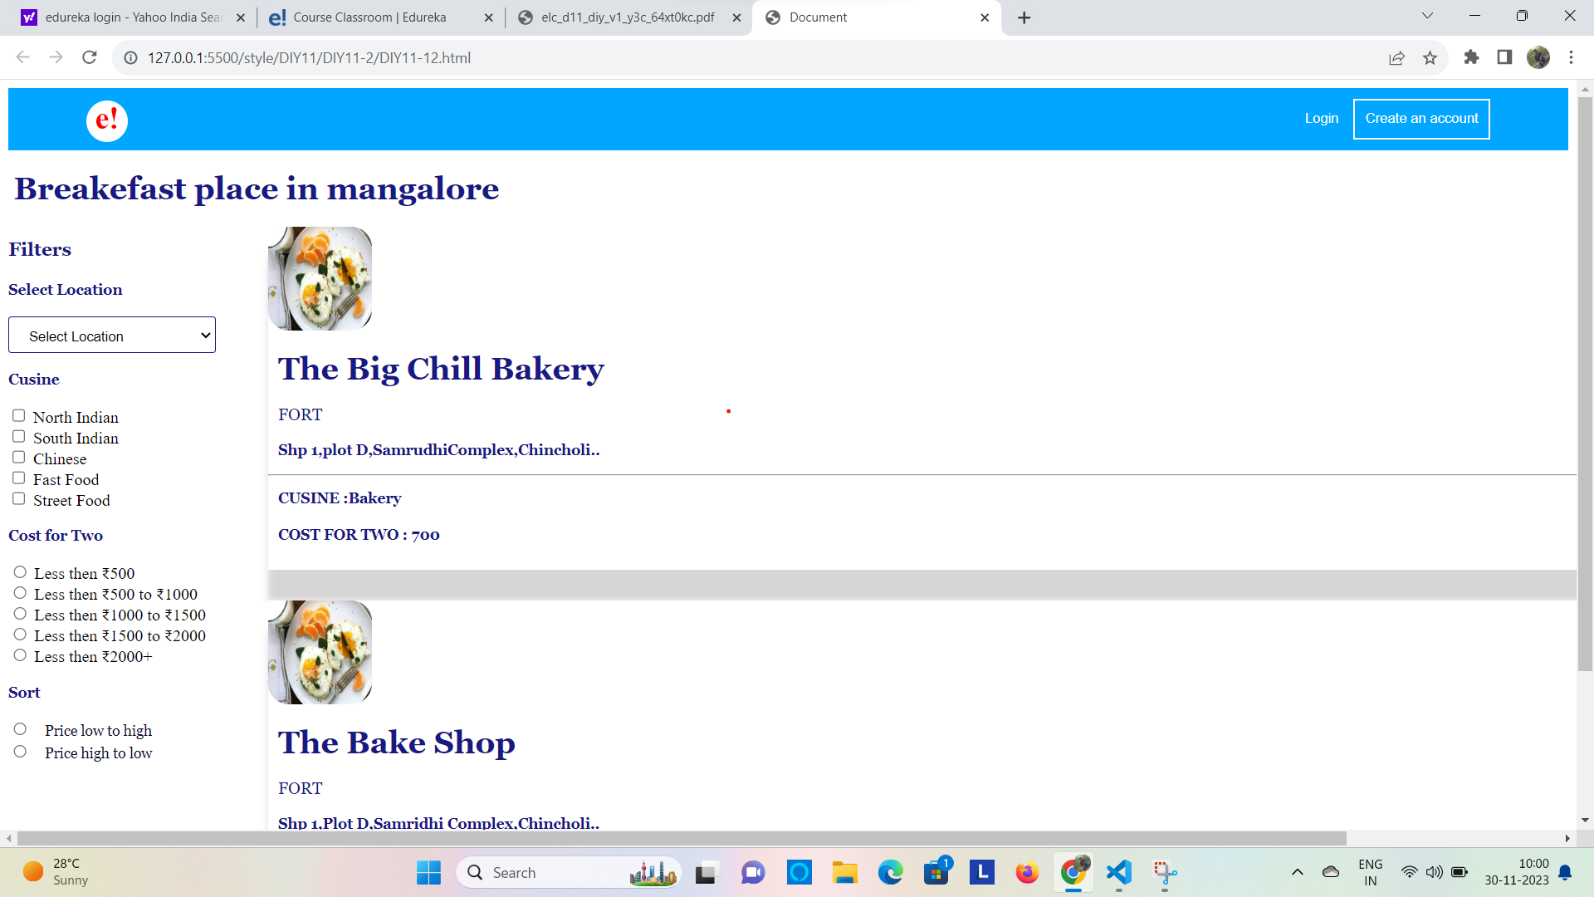 edureka login - Yahoo India Sea
Course Classroom | Edureka
elc_d11_diy_v1_y3c_64xt0kc.pdf
Document
127.0.0.1:5500/style/DIY11/DIY11-2/DIY11-12.html
e!
Login
Create an account
Breakefast place in mangalore
Filters
Select Location
Select Location
Cusine
North Indian
South Indian
Chinese
Fast Food
Street Food
Cost for Two
Less then ₹500
Less then ₹500 to ₹1000
Less then ₹1000 to ₹1500
Less then ₹1500 to ₹2000
Less then ₹2000+
Sort
Price low to high
Price high to low
The Big Chill Bakery
FORT
Shp 1,plot D,SamrudhiComplex,Chincholi..
CUSINE :Bakery
COST FOR TWO : 700
The Bake Shop
FORT
Shp 1,Plot D,Samridhi Complex,Chincholi..
28°C
Sunny
Search
1
L
ENG
IN
10:00
30-11-2023